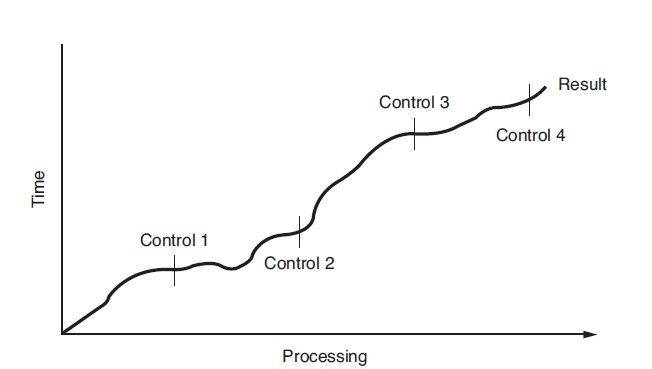 Result
Control 3
Control 4
Time
Control 1
Control 2
Processing